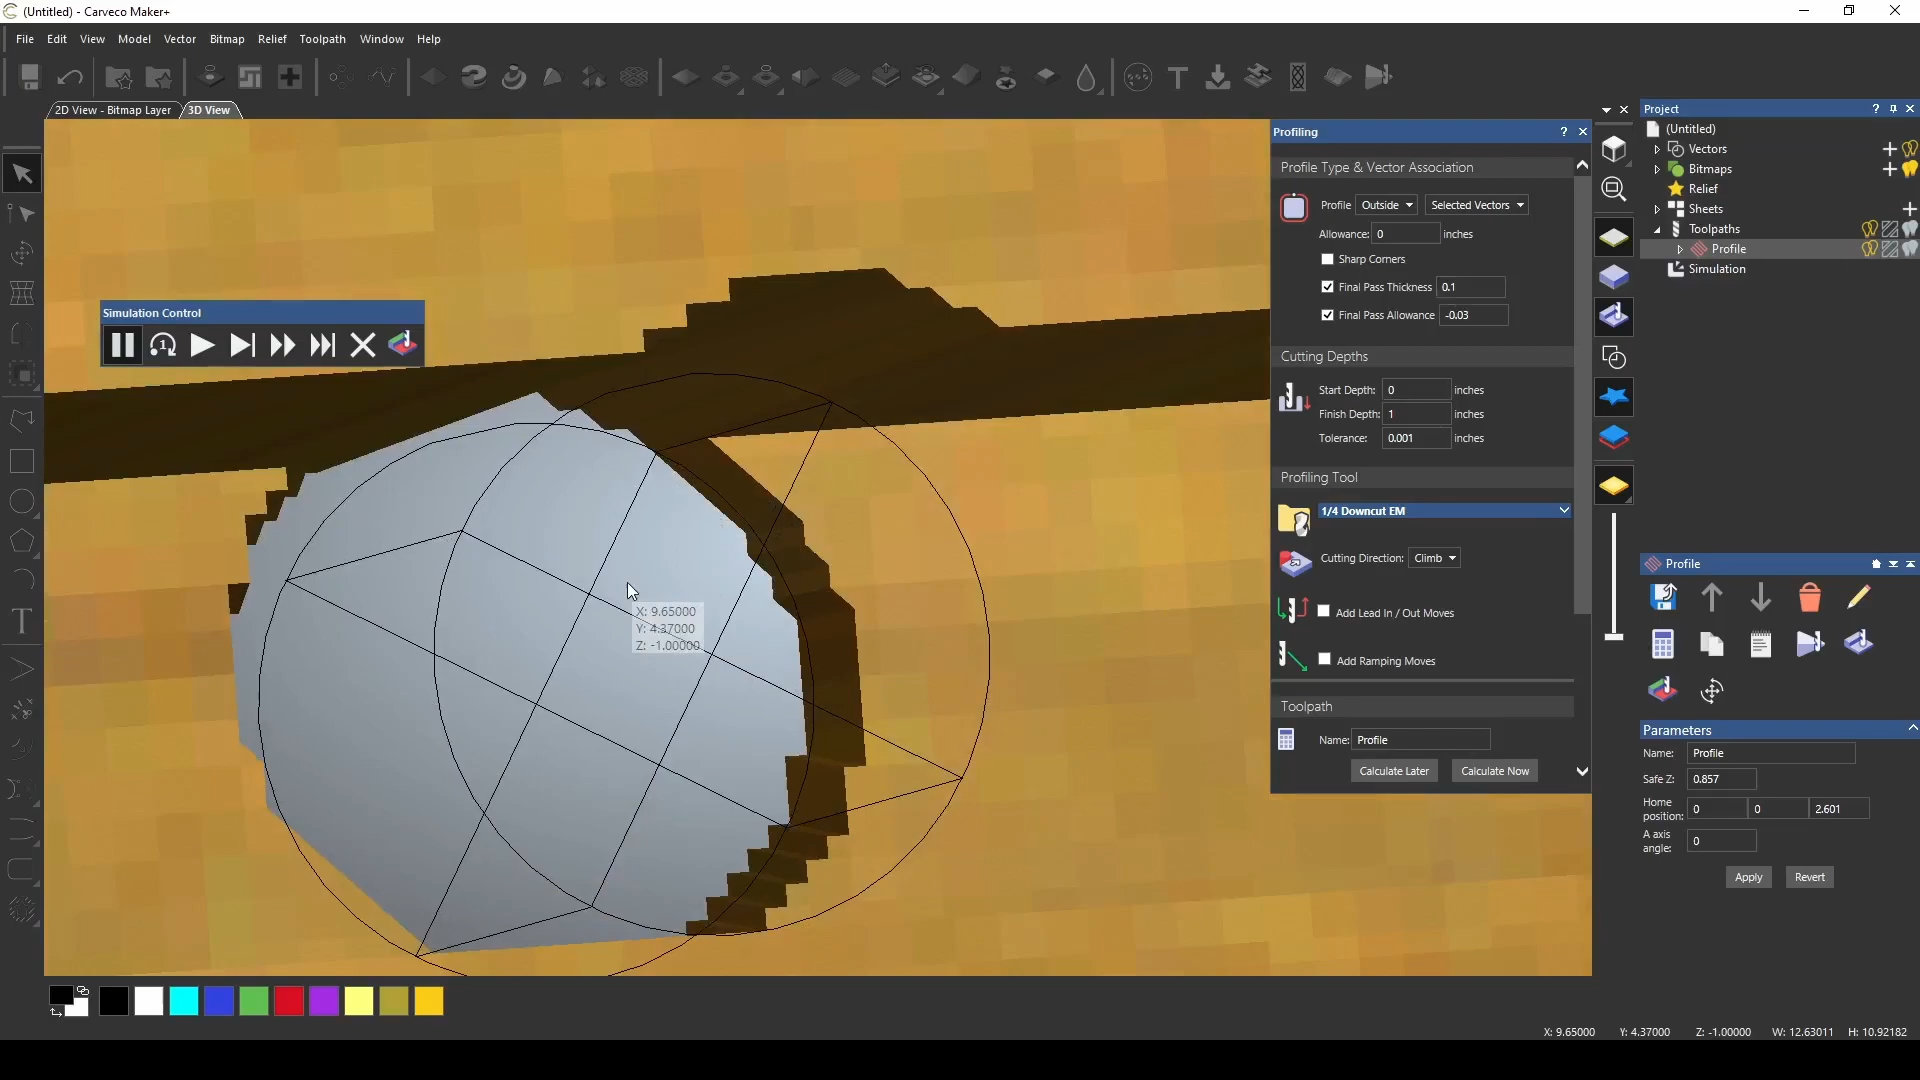 (Untitled) - Carveco Maker+
File Edit View Model Vector Bitmap Relief Toolpath Window Help
2D View - Bitmap Layer 3D View
Simulation Control
1
X: 9.65000
Y: 4.37000
Z: -1.00000
Profiling ?
Profile Type & Vector Association
Profile Outside Selected Vectors
Allowance: 0 inches
Sharp Corners
Final Pass Thickness 0.1
Final Pass Allowance -0.03
Cutting Depths
Start Depth: 0 inches
Finish Depth: 1 inches
Tolerance: 0.001 inches
Profiling Tool
1/4 Downcut EM
Cutting Direction: Climb
Add Lead In / Out Moves
Add Ramping Moves
Toolpath
Name: Profile
Calculate Later Calculate Now
Project ?
(Untitled)
Vectors
Bitmaps
Relief
Sheets
Toolpaths
Profile
Simulation
Profile
Parameters
Name: Profile
Safe Z: 0.857
Home position: 0 0 2.601
A axis angle: 0
Apply Revert
X: 9.65000 Y: 4.37000 Z: -1.00000 W: 12.63011 H: 10.92182